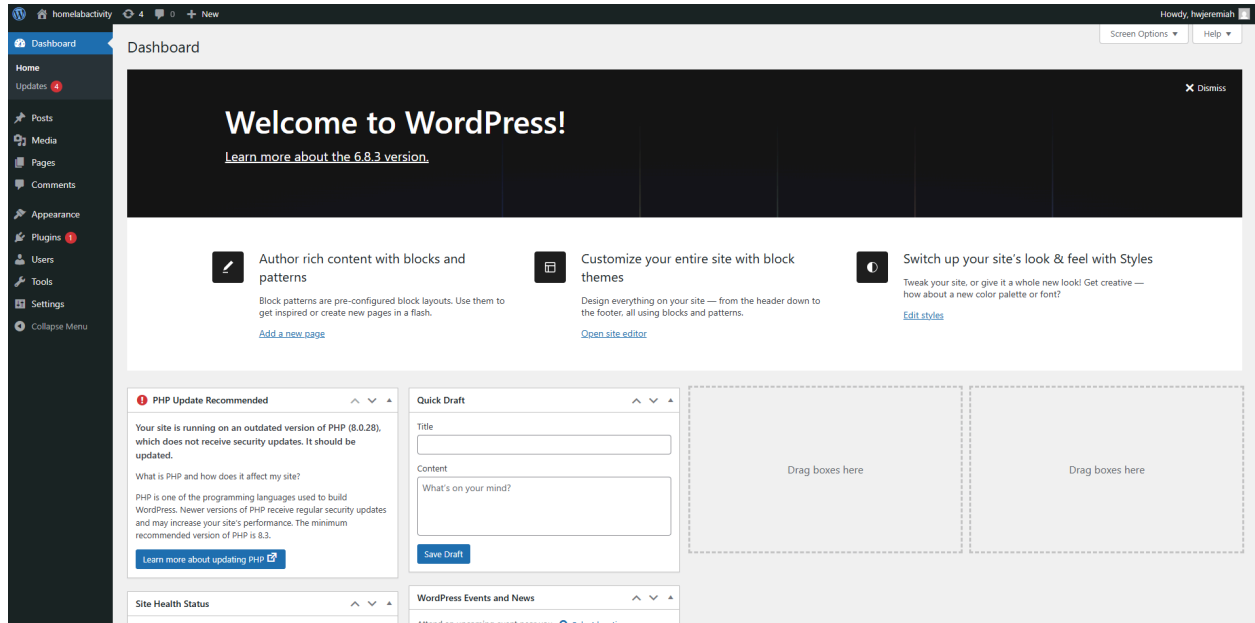 homelabactivity 4 0 New
Howdy, hwjeremiah
Dashboard
Home
Updates 4
Posts
Media
Pages
Comments
Appearance
Plugins 1
Users
Tools
Settings
Collapse Menu
Screen Options
Help
Dashboard
Dismiss
Welcome to WordPress!
Learn more about the 6.8.3 version.
Author rich content with blocks and
patterns
Block patterns are pre-configured block layouts. Use them to
get inspired or create new pages in a flash.
Add a new page
Customize your entire site with block
themes
Design everything on your site — from the header down to
the footer, all using blocks and patterns.
Open site editor
Switch up your site's look & feel with Styles
Tweak your site, or give it a whole new look! Get creative —
how about a new color palette or font?
Edit styles
PHP Update Recommended
Your site is running on an outdated version of PHP (8.0.28),
which does not receive security updates. It should be
updated.
What is PHP and how does it affect my site?
PHP is one of the programming languages used to build
WordPress. Newer versions of PHP receive regular security updates
and may increase your site's performance. The minimum
recommended version of PHP is 8.3.
Learn more about updating PHP
Site Health Status
Quick Draft
Title
Content
What's on your mind?
Save Draft
WordPress Events and News
Drag boxes here
Drag boxes here